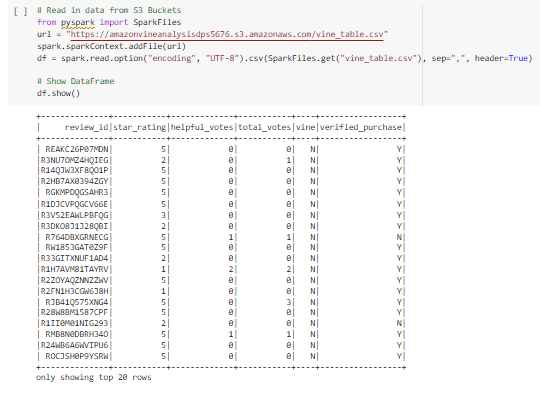 [ ] # Read in data from S3 Buckets
from pyspark import SparkFiles
url = "https://amazonvineanalysisdps5676.s3.amazonaws.com/vine_table.csv"
spark.sparkContext.addFile(url)
df = spark.read.option("encoding", "UTF-8").csv(SparkFiles.get("vine_table.csv"), sep=",", header=True)
# Show DataFrame
df.show()
+--------------+-----------+-------------+-----------+----+-----------------+
|     review_id|star_rating|helpful_votes|total_votes|vine|verified_purchase|
+--------------+-----------+-------------+-----------+----+-----------------+
| REAKC26P07MDN|          5|            0|          0|   N|                Y|
|R3NU7OMZ4HQIEG|          2|            0|          1|   N|                Y|
|R14QJW3XF8QO1P|          5|            0|          0|   N|                Y|
|R2HB7AX0394ZGY|          5|            0|          0|   N|                Y|
| RGKMPDQGSAHR3|          5|            0|          0|   N|                Y|
|R1DJCVPQGCV66E|          5|            0|          0|   N|                Y|
|R3V52EAWLPBFQG|          3|            0|          0|   N|                Y|
|R3DKO8J1J28QBI|          2|            0|          0|   N|                Y|
| R764DBXGRNECG|          5|            1|          1|   N|                N|
| RW1853GAT0Z9F|          5|            0|          0|   N|                Y|
|R33GITXNUF1AD4|          2|            0|          0|   N|                Y|
|R1H7AVM81TAYRV|          1|            2|          2|   N|                Y|
|R2ZOYAQZNNZZWV|          5|            0|          0|   N|                Y|
|R2FN1H3CGW6J8H|          1|            0|          0|   N|                Y|
| RJB41Q575XNG4|          5|            0|          3|   N|                Y|
|R28W8BM1587CPF|          5|            0|          0|   N|                Y|
|R1II0M01NIG293|          2|            0|          0|   N|                N|
| RMB8N0DBRH34O|          5|            1|          1|   N|                Y|
|R24WB6A6WVIPU6|          5|            0|          0|   N|                Y|
| ROCJSH0P9YSRW|          5|            0|          0|   N|                Y|
+--------------+-----------+-------------+-----------+----+-----------------+
only showing top 20 rows